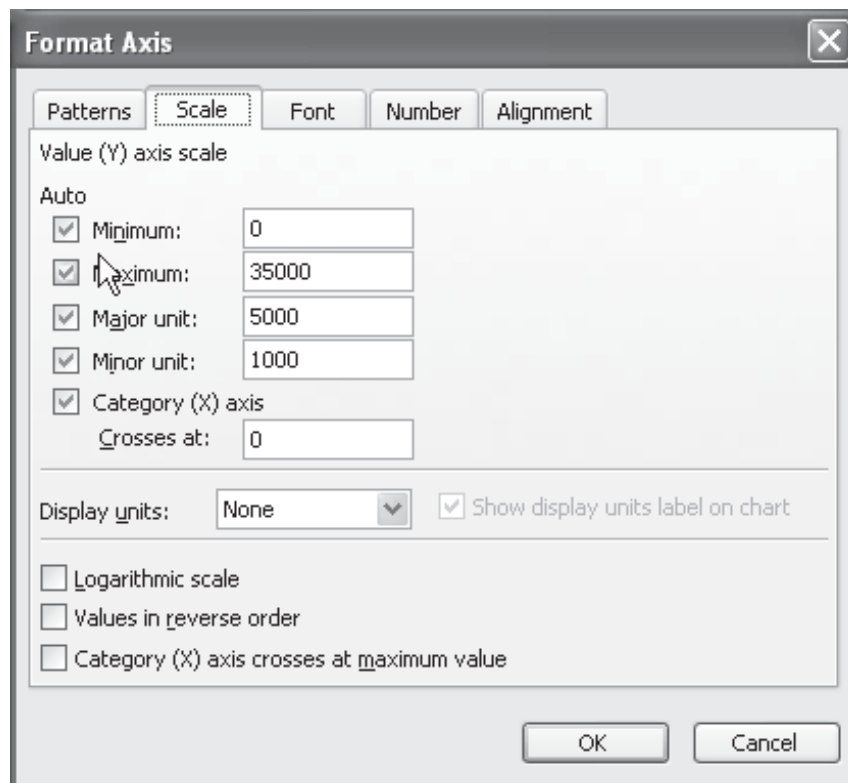 Format Axis
Patterns Scale Font Number Alignment
Value (Y) axis scale
Auto
Minimum: 0
Maximum: 35000
Major unit: 5000
Minor unit: 1000
Category (X) axis
Crosses at: 0
Display units: None Show display units label on chart
Logarithmic scale
Values in reverse order
Category (X) axis crosses at maximum value
OK Cancel